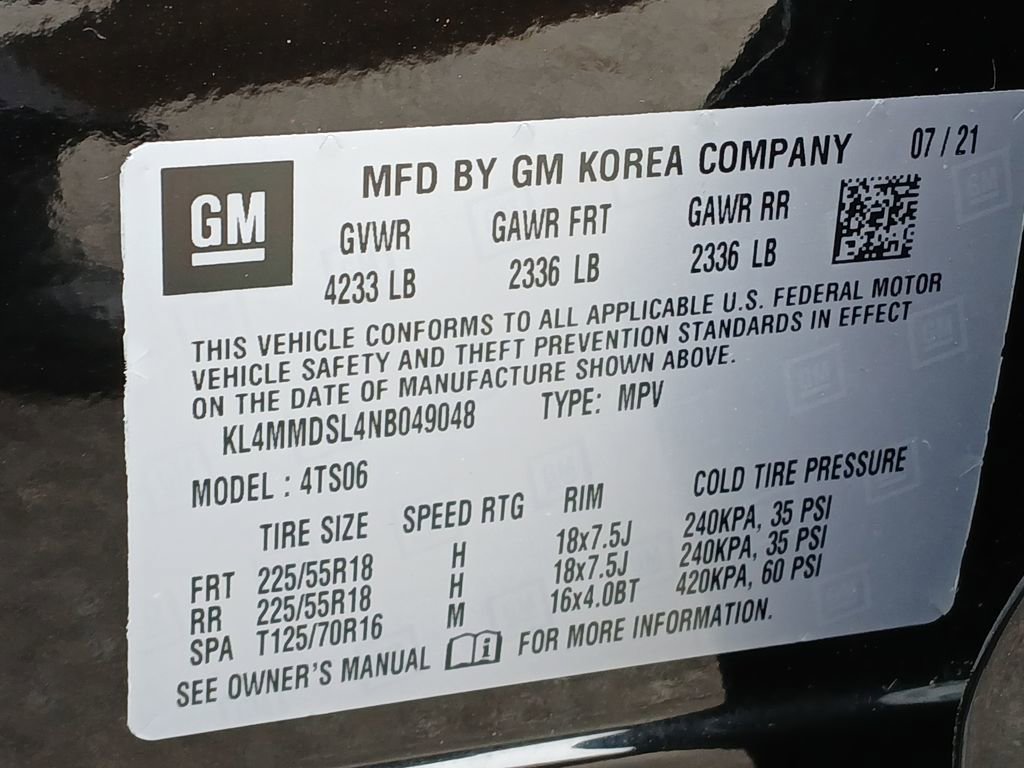 GM
MFD BY GM KOREA COMPANY 07/21
GVWR GAWR FRT GAWR RR
4233 LB 2336 LB 2336 LB
THIS VEHICLE CONFORMS TO ALL APPLICABLE U.S. FEDERAL MOTOR
VEHICLE SAFETY AND THEFT PREVENTION STANDARDS IN EFFECT
ON THE DATE OF MANUFACTURE SHOWN ABOVE.
KL4MMDSL4NB049048 TYPE: MPV
MODEL : 4TS06
TIRE SIZE SPEED RTG RIM COLD TIRE PRESSURE
FRT 225/55R18 H 18x7.5J 240KPA, 35 PSI
RR 225/55R18 H 18x7.5J 240KPA, 35 PSI
SPA T125/70R16 M 16x4.0BT 420KPA, 60 PSI
SEE OWNER'S MANUAL FOR MORE INFORMATION.